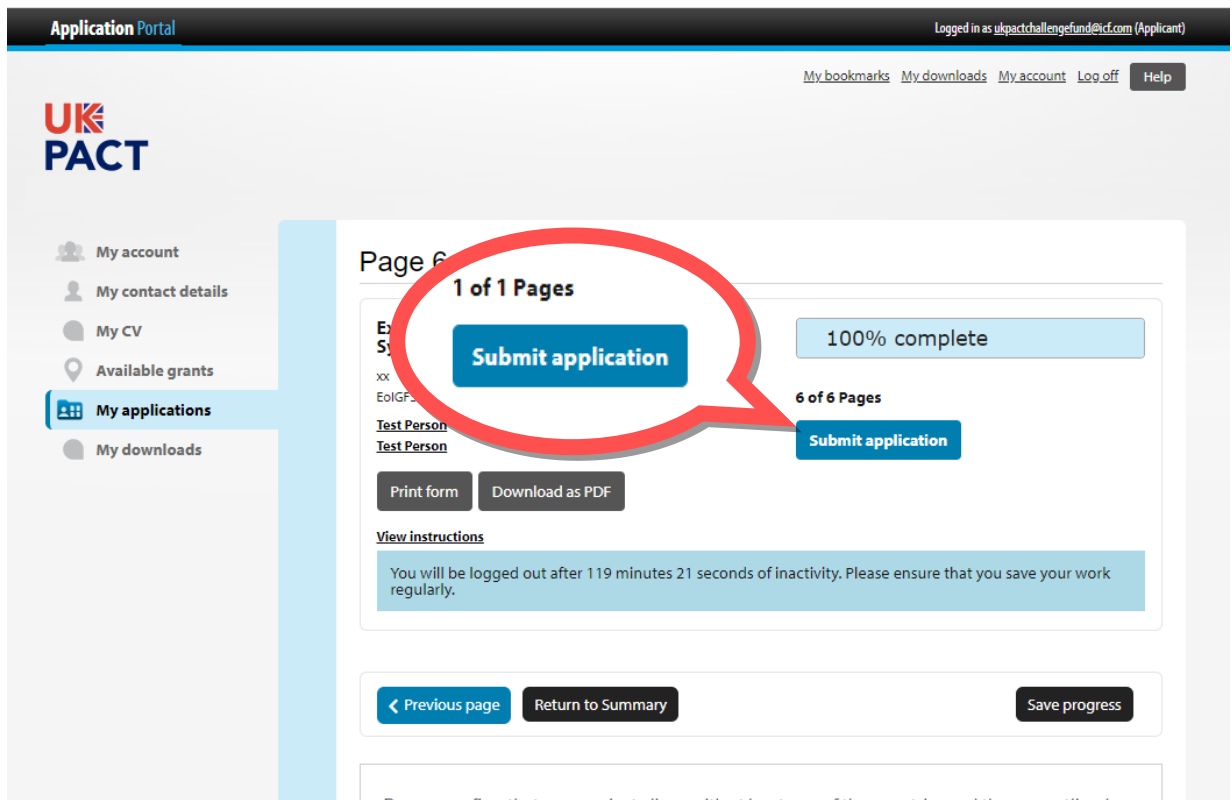 Application Portal
Logged in as ukpactchallengefund@icf.com (Applicant)
My bookmarks My downloads My account Log off Help
UK
PACT
My account
My contact details
My CV
Available grants
My applications
My downloads
Page 6
1 of 1 Pages
Submit application
100% complete
xx
Test Person
Test Person
6 of 6 Pages
Submit application
Print form Download as PDF
View instructions
You will be logged out after 119 minutes 21 seconds of inactivity. Please ensure that you save your work
regularly.
Previous page Return to Summary Save progress